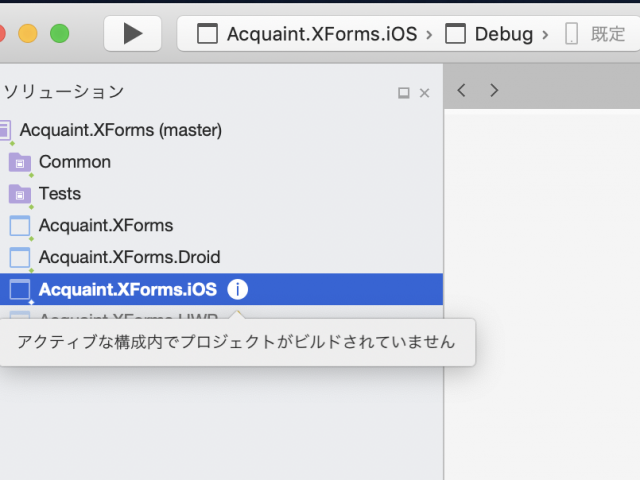 Acquaint.XForms.iOS › Debug › 既定
ソリューション
Acquaint.XForms (master)
Common
Tests
Acquaint.XForms
Acquaint.XForms.Droid
Acquaint.XForms.iOS
Acquaint.XForms.UWP
アクティブな構成内でプロジェクトがビルドされていません